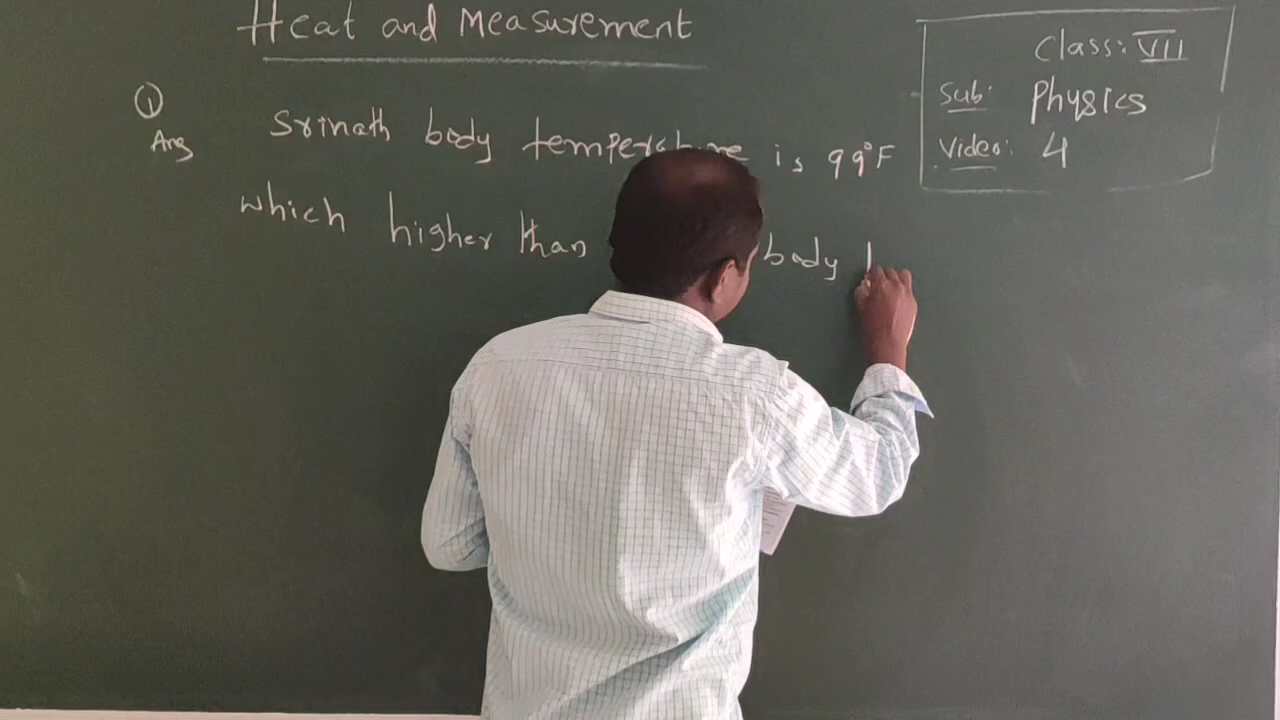 Heat and Measurement
Class: VII
Sub: Physics
Video: 4
1
Ans Srinath body temperature is 99°F
which higher than body